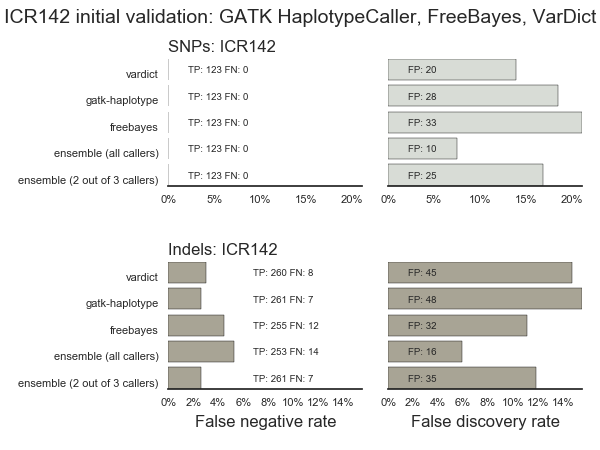 ICR142 initial validation: GATK HaplotypeCaller, FreeBayes, VarDict
SNPs: ICR142
vardict TP: 123 FN: 0 FP: 20
gatk-haplotype TP: 123 FN: 0 FP: 28
freebayes TP: 123 FN: 0 FP: 33
ensemble (all callers) TP: 123 FN: 0 FP: 10
ensemble (2 out of 3 callers) TP: 123 FN: 0 FP: 25
0% 5% 10% 15% 20% 0% 5% 10% 15% 20%
Indels: ICR142
vardict TP: 260 FN: 8 FP: 45
gatk-haplotype TP: 261 FN: 7 FP: 48
freebayes TP: 255 FN: 12 FP: 32
ensemble (all callers) TP: 253 FN: 14 FP: 16
ensemble (2 out of 3 callers) TP: 261 FN: 7 FP: 35
0% 2% 4% 6% 8% 10% 12% 14% 0% 2% 4% 6% 8% 10% 12% 14%
False negative rate False discovery rate